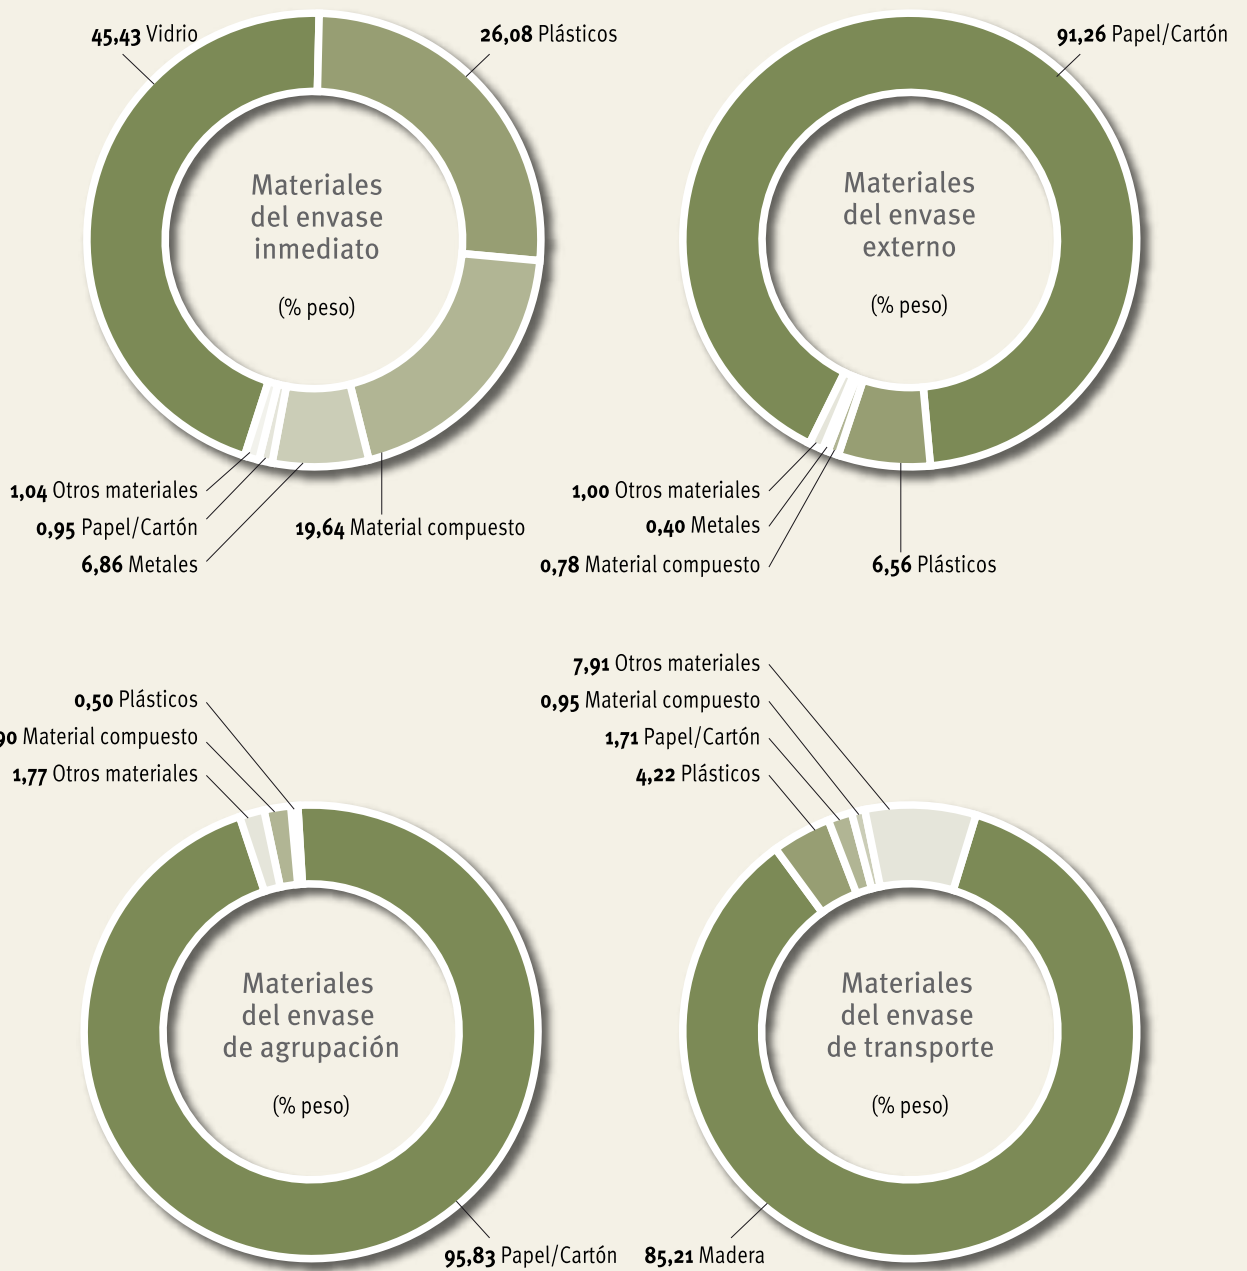 45,43 Vidrio
26,08 Plásticos
Materiales
del envase
inmediato
(% peso)
1,04 Otros materiales
0,95 Papel/Cartón
6,86 Metales
19,64 Material compuesto
91,26 Papel/Cartón
Materiales
del envase
externo
(% peso)
1,00 Otros materiales
0,40 Metales
0,78 Material compuesto
6,56 Plásticos
0,50 Plásticos
90 Material compuesto
1,77 Otros materiales
Materiales
del envase
de agrupación
(% peso)
95,83 Papel/Cartón
7,91 Otros materiales
0,95 Material compuesto
1,71 Papel/Cartón
4,22 Plásticos
Materiales
del envase
de transporte
(% peso)
85,21 Madera